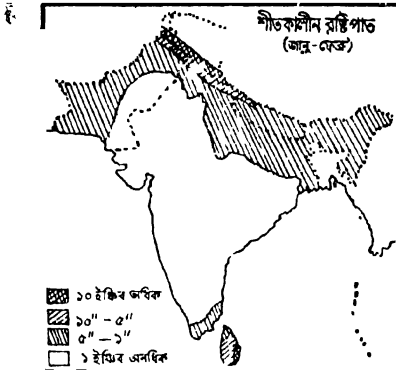 শীতকালীন বৃষ্টিপাত
(জানু-ফেব্রু)
১০ ইঞ্চির অধিক
১০" - ৫"
৫" - ১"
১ ইঞ্চির অনধিক